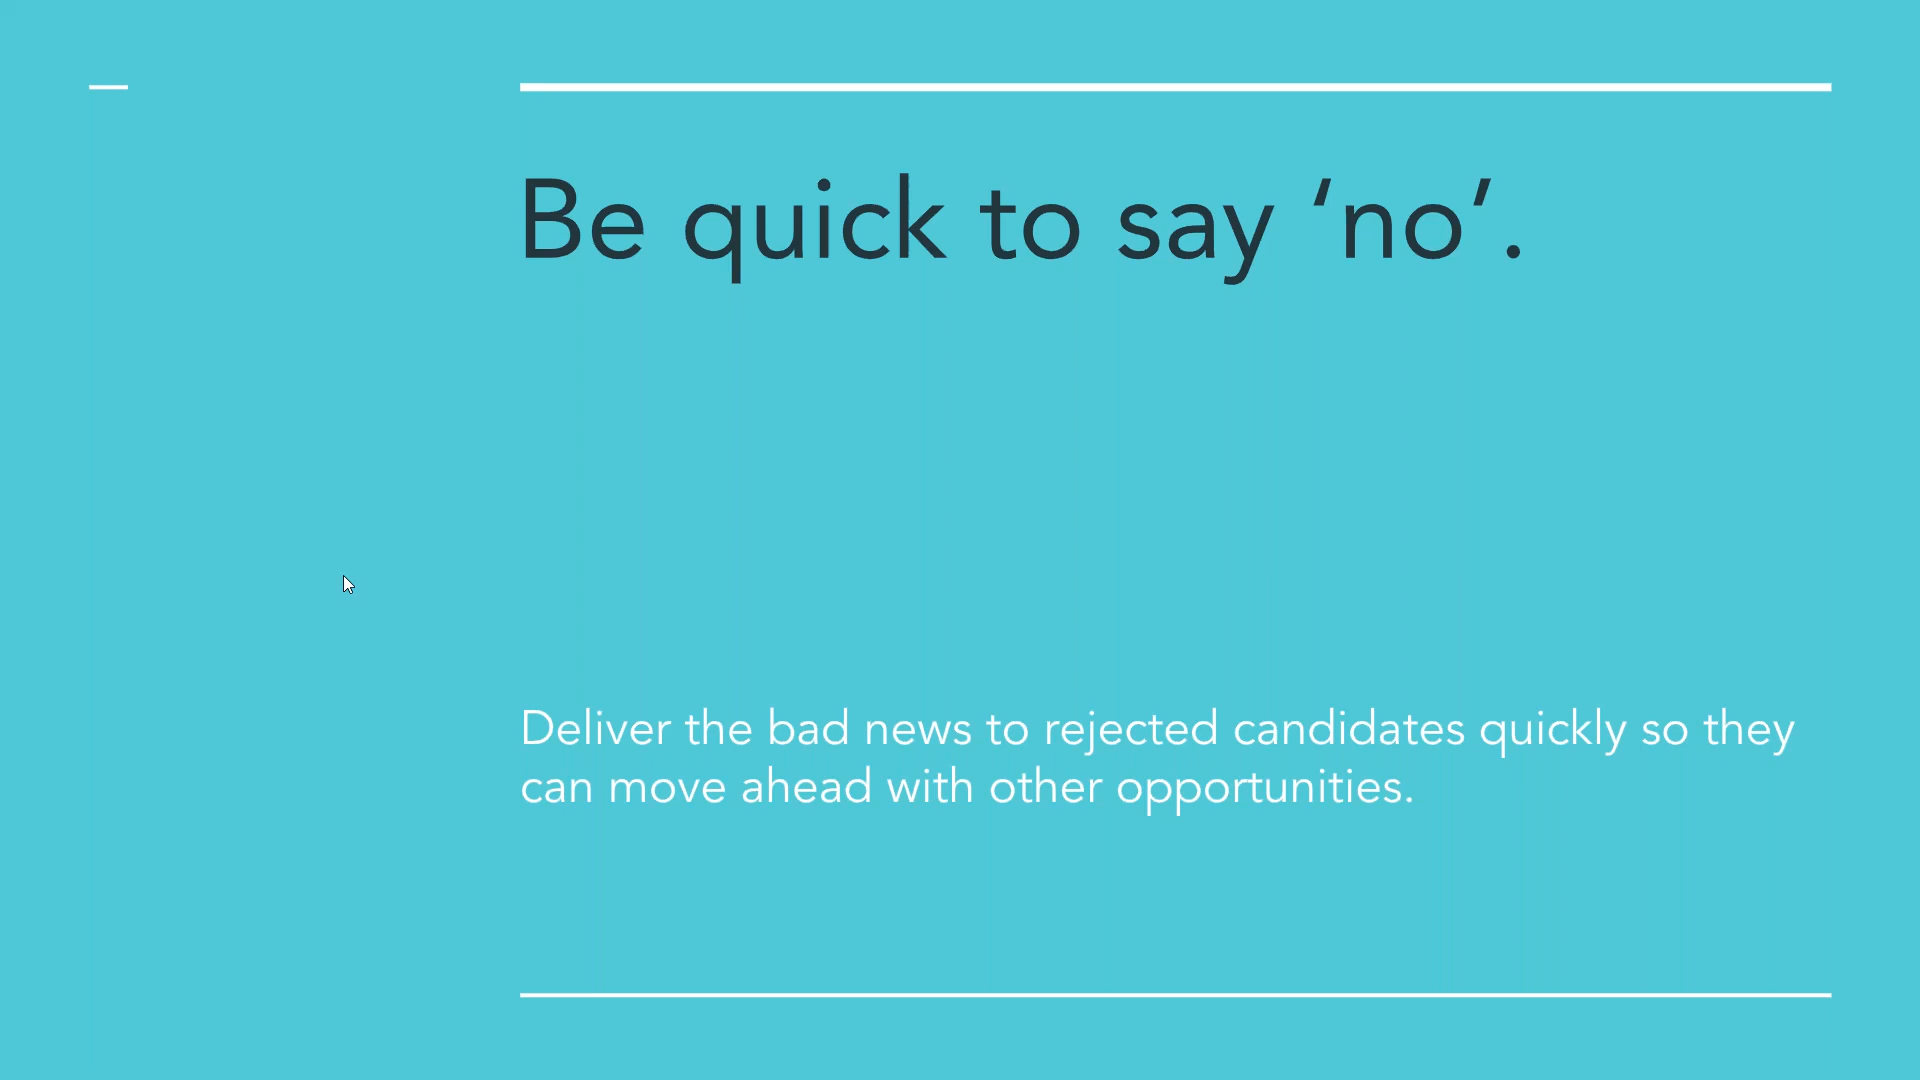 Be quick to say ‘no’.
Deliver the bad news to rejected candidates quickly so they
can move ahead with other opportunities.